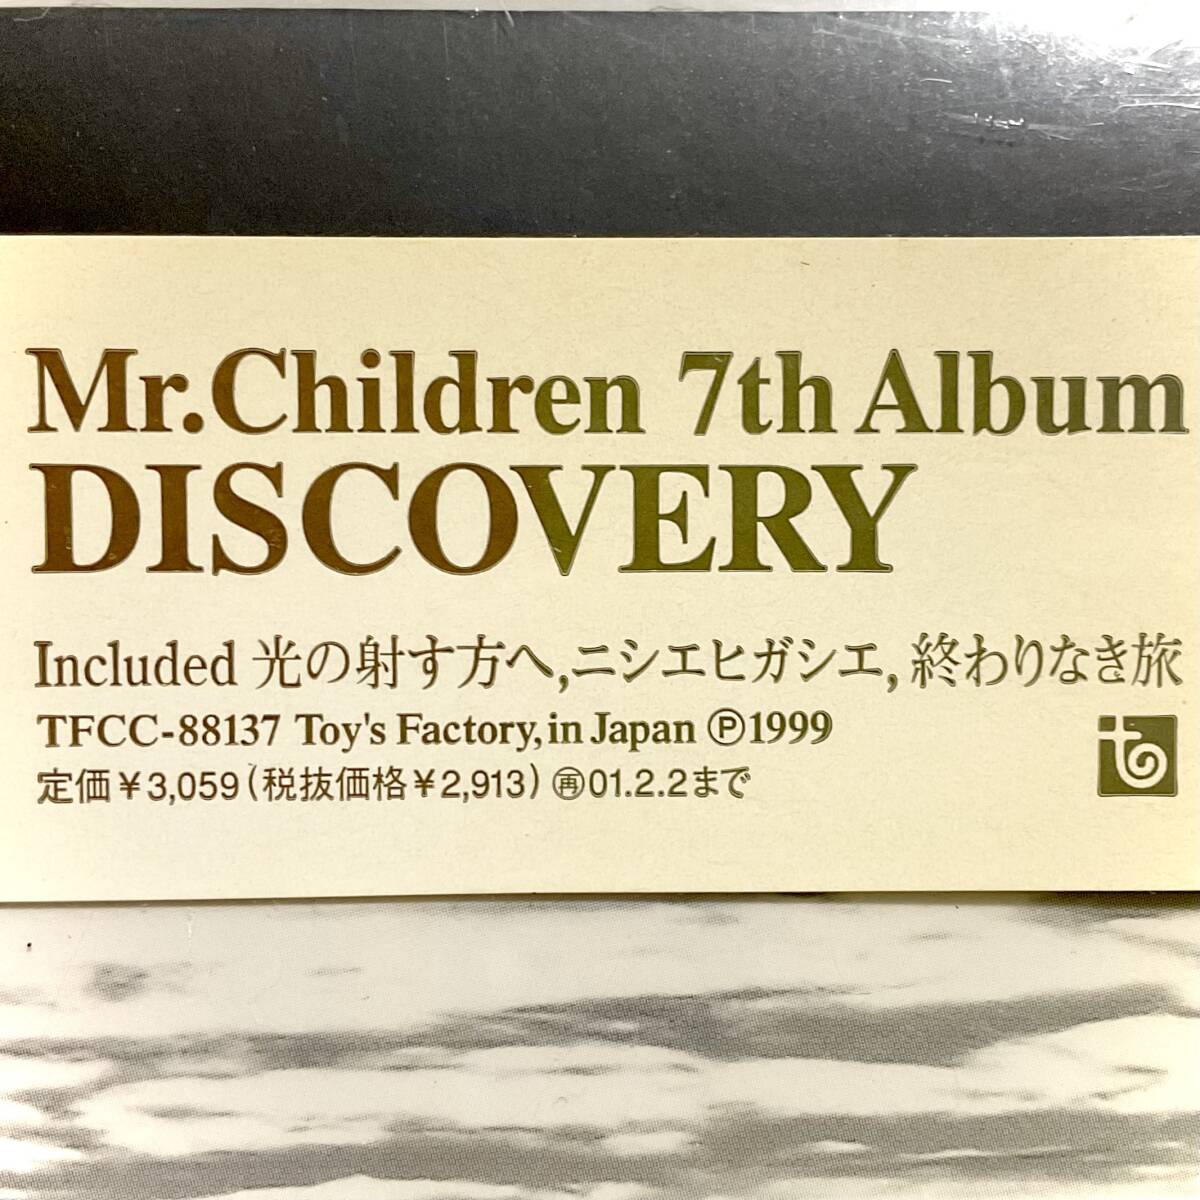 Mr.Children 7th Album
DISCOVERY
Included 光の射す方へ,ニシエヒガシエ,終わりなき旅
TFCC-88137 Toy's Factory,in Japan Ⓟ1999
定価¥3,059(税抜価格¥2,913)㊢01.2.2まで